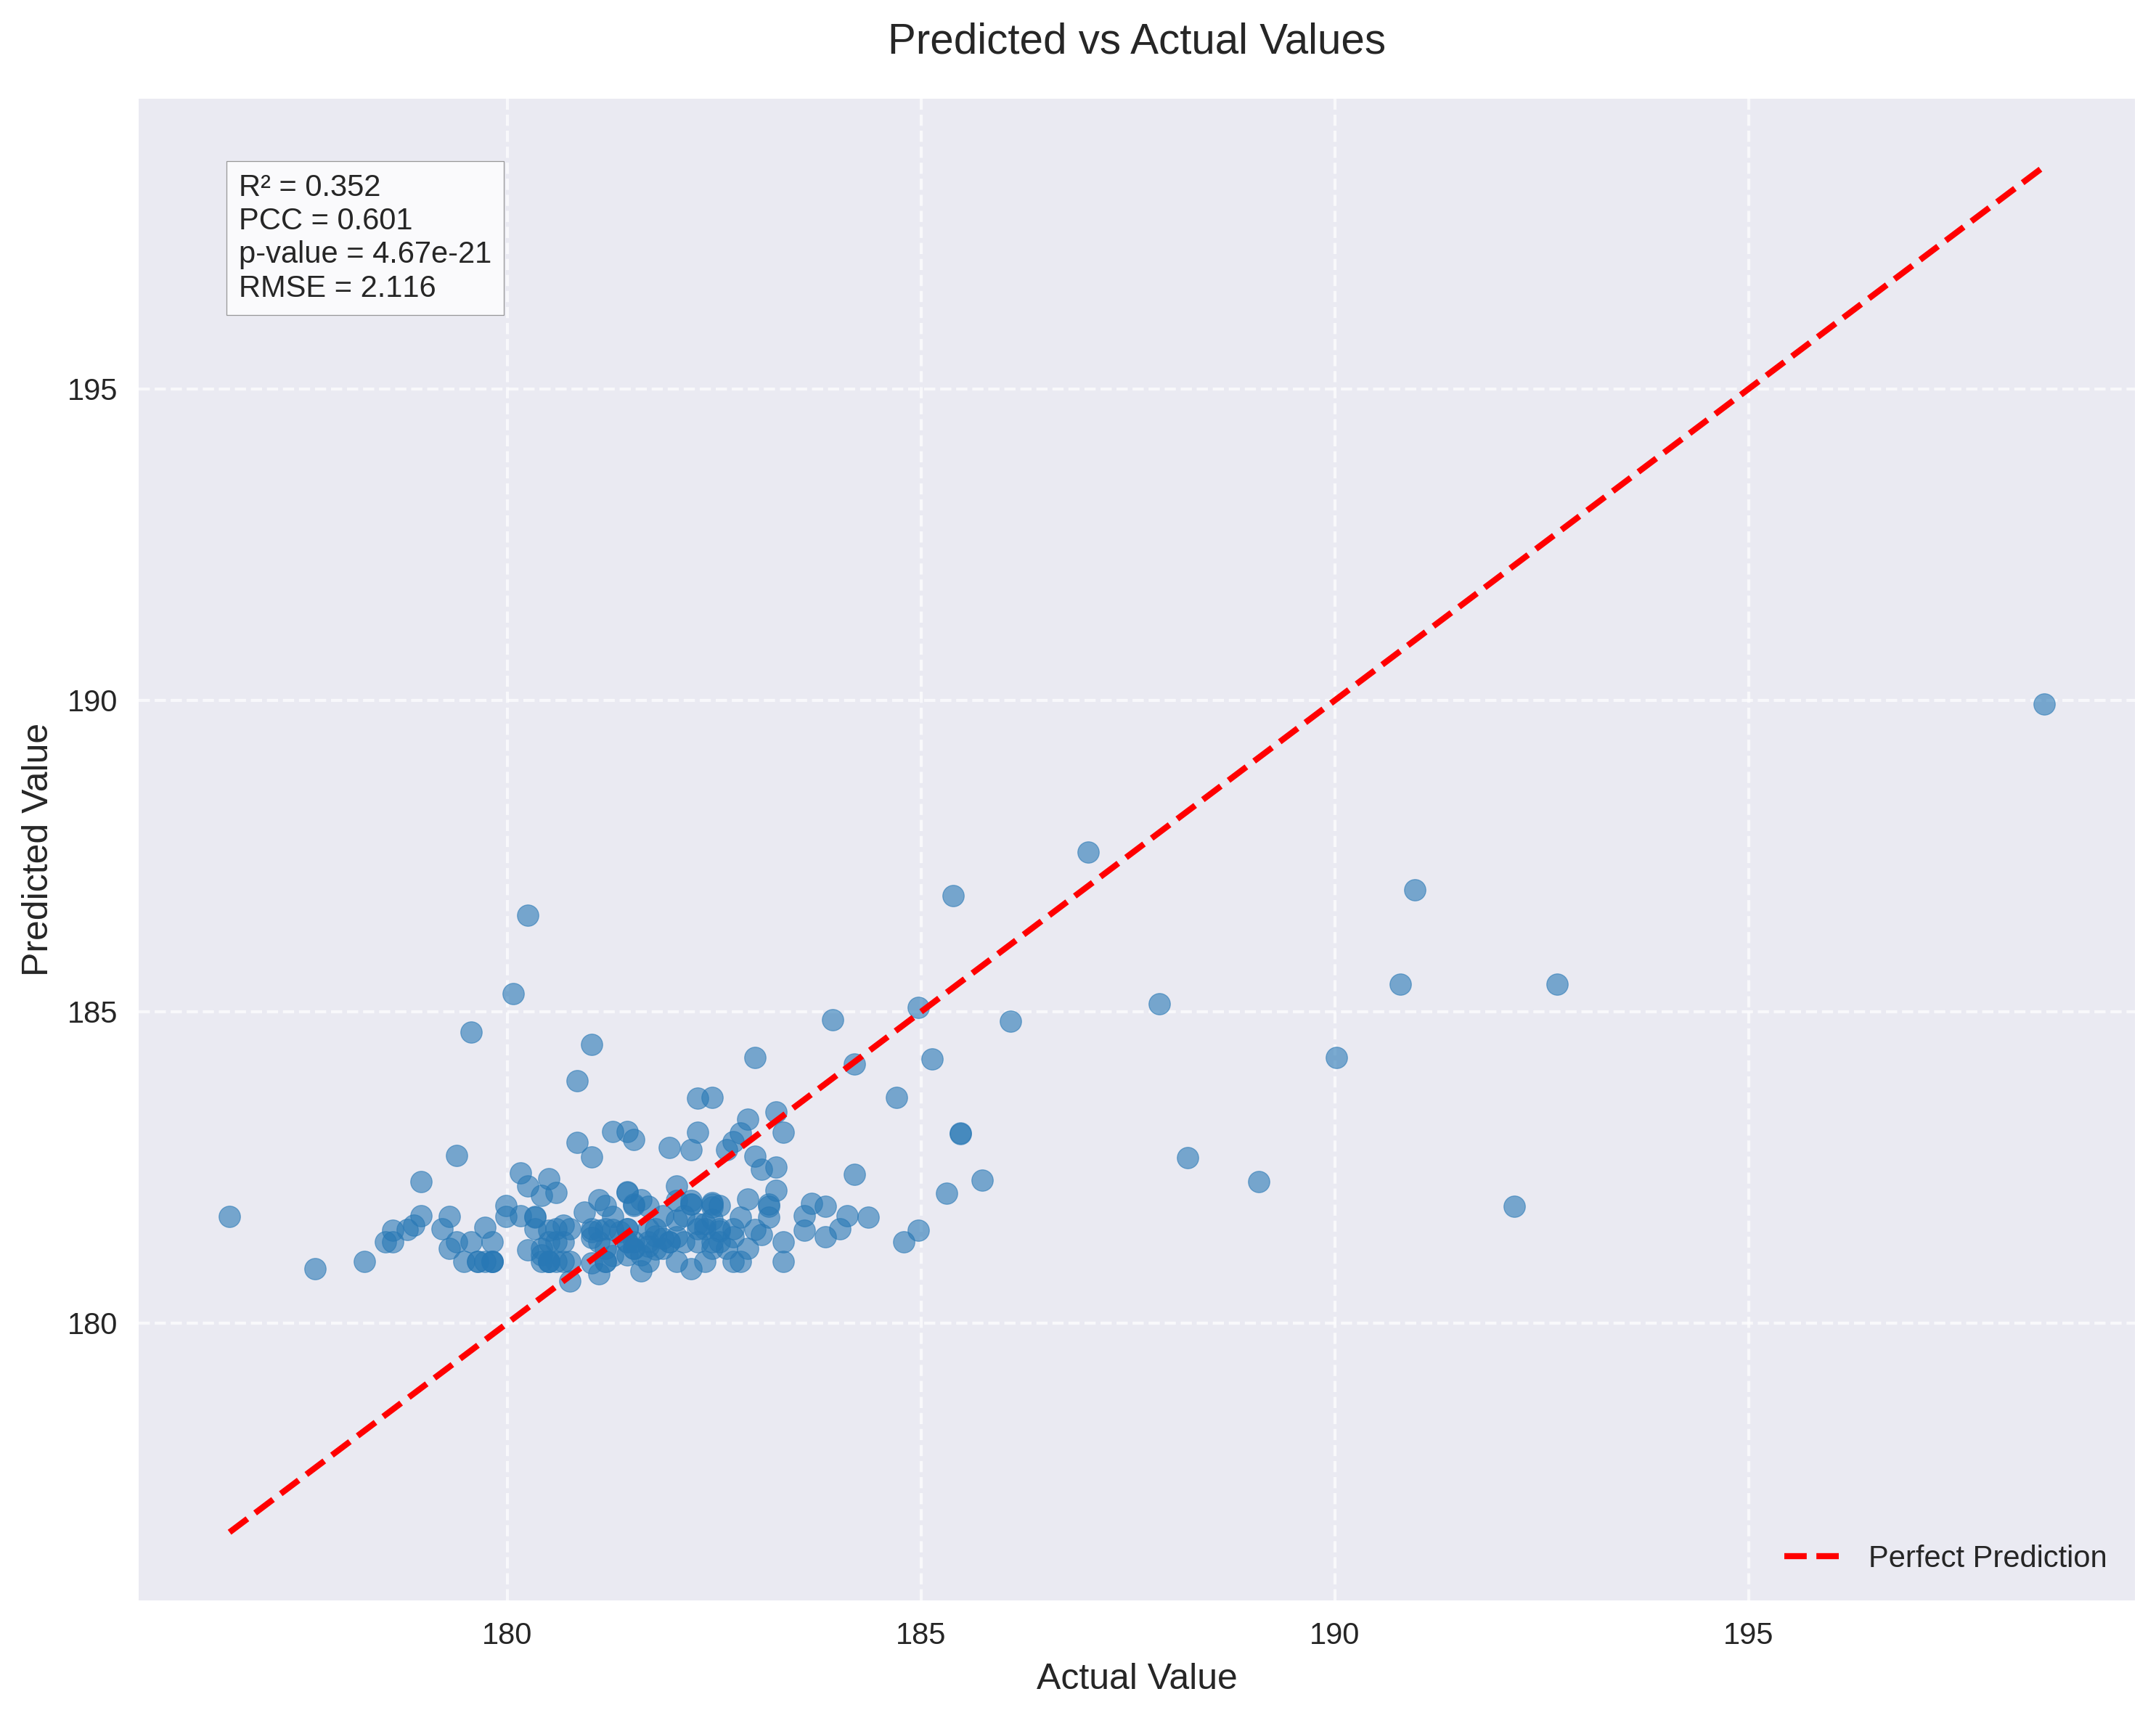 Predicted vs Actual Values
R² = 0.352
PCC = 0.601
p-value = 4.67e-21
RMSE = 2.116
195
190
185
180
Predicted Value
Perfect Prediction
180 185 190 195
Actual Value